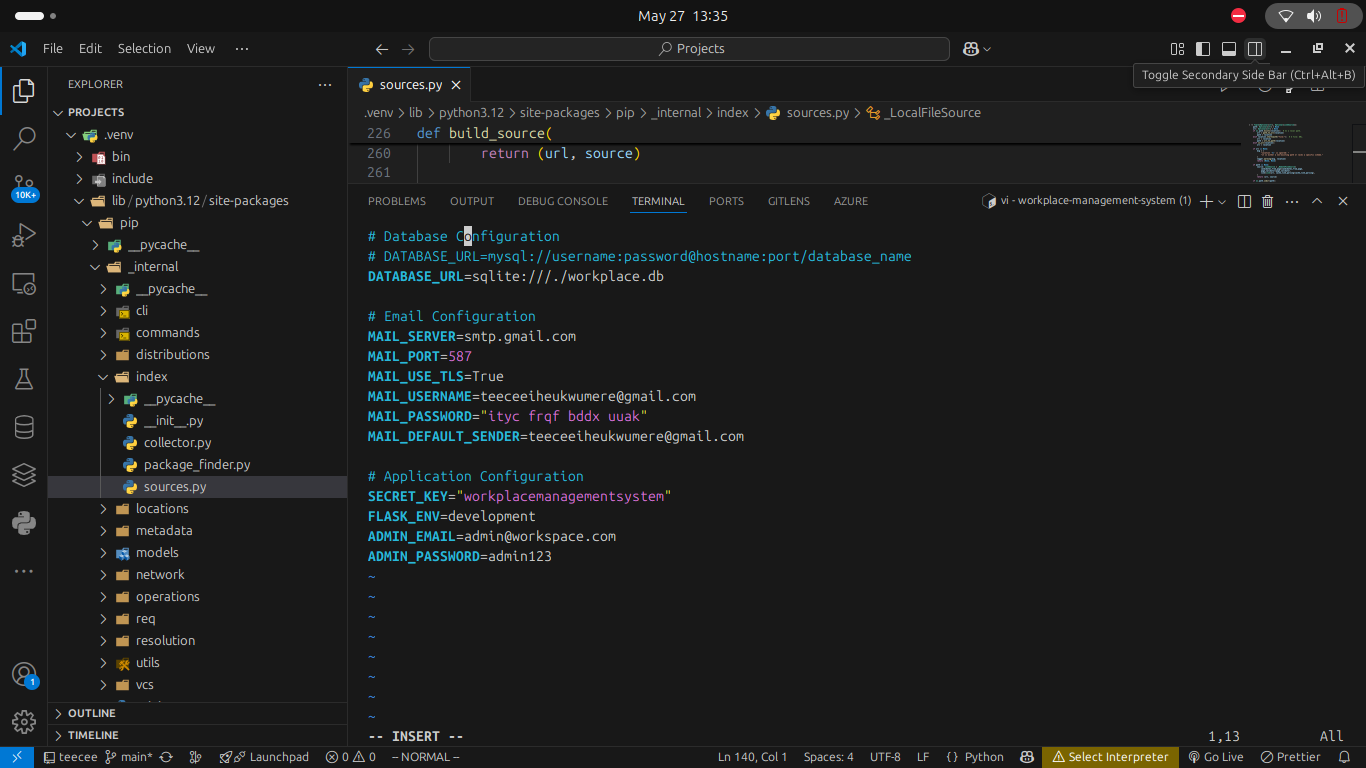 May 27 13:35
File Edit Selection View ···
Projects
Toggle Secondary Side Bar (Ctrl+Alt+B)
EXPLORER
PROJECTS
.venv
bin
include
lib / python3.12 / site-packages
pip
__pycache__
_internal
__pycache__
cli
commands
distributions
index
__pycache__
__init__.py
collector.py
package_finder.py
sources.py
locations
metadata
models
network
operations
req
resolution
utils
vcs
OUTLINE
TIMELINE
10K+
1
sources.py
.venv > lib > python3.12 > site-packages > pip > _internal > index > sources.py > _LocalFileSource
226 def build_source(
260 return (url, source)
261
PROBLEMS OUTPUT DEBUG CONSOLE TERMINAL PORTS GITLENS AZURE
vi - workplace-management-system (1)
# Database Configuration
# DATABASE_URL=mysql://username:password@hostname:port/database_name
DATABASE_URL=sqlite:///./workplace.db
# Email Configuration
MAIL_SERVER=smtp.gmail.com
MAIL_PORT=587
MAIL_USE_TLS=True
MAIL_USERNAME=teeceeiheukwumere@gmail.com
MAIL_PASSWORD="ityc frqf bddx uuak"
MAIL_DEFAULT_SENDER=teeceeiheukwumere@gmail.com
# Application Configuration
SECRET_KEY="workplacemanagementsystem"
FLASK_ENV=development
ADMIN_EMAIL=admin@workspace.com
ADMIN_PASSWORD=admin123
~
~
~
~
~
~
~
~
-- INSERT -- 1,13 All
teecee main* Launchpad 0 0 -- NORMAL -- Ln 140, Col 1 Spaces: 4 UTF-8 LF { } Python Select Interpreter Go Live Prettier